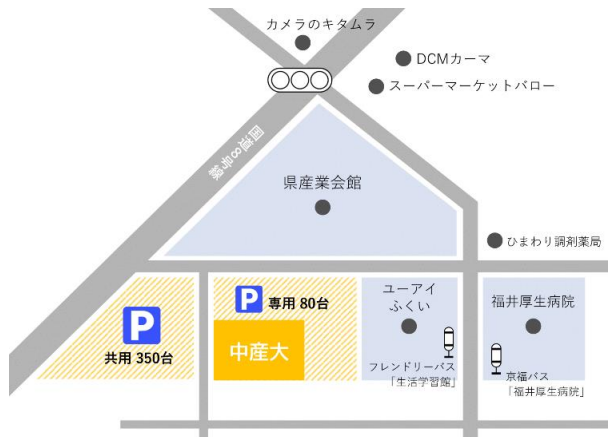 カメラのキタムラ
DCMカーマ
スーパーマーケットバロー
国道8号線
県産業会館
ひまわり調剤薬局
P 専用 80台
ユーアイ
ふくい
福井厚生病院
P
共用 350台
中産大
フレンドリーバス
「生活学習館」
京福バス
「福井厚生病院」